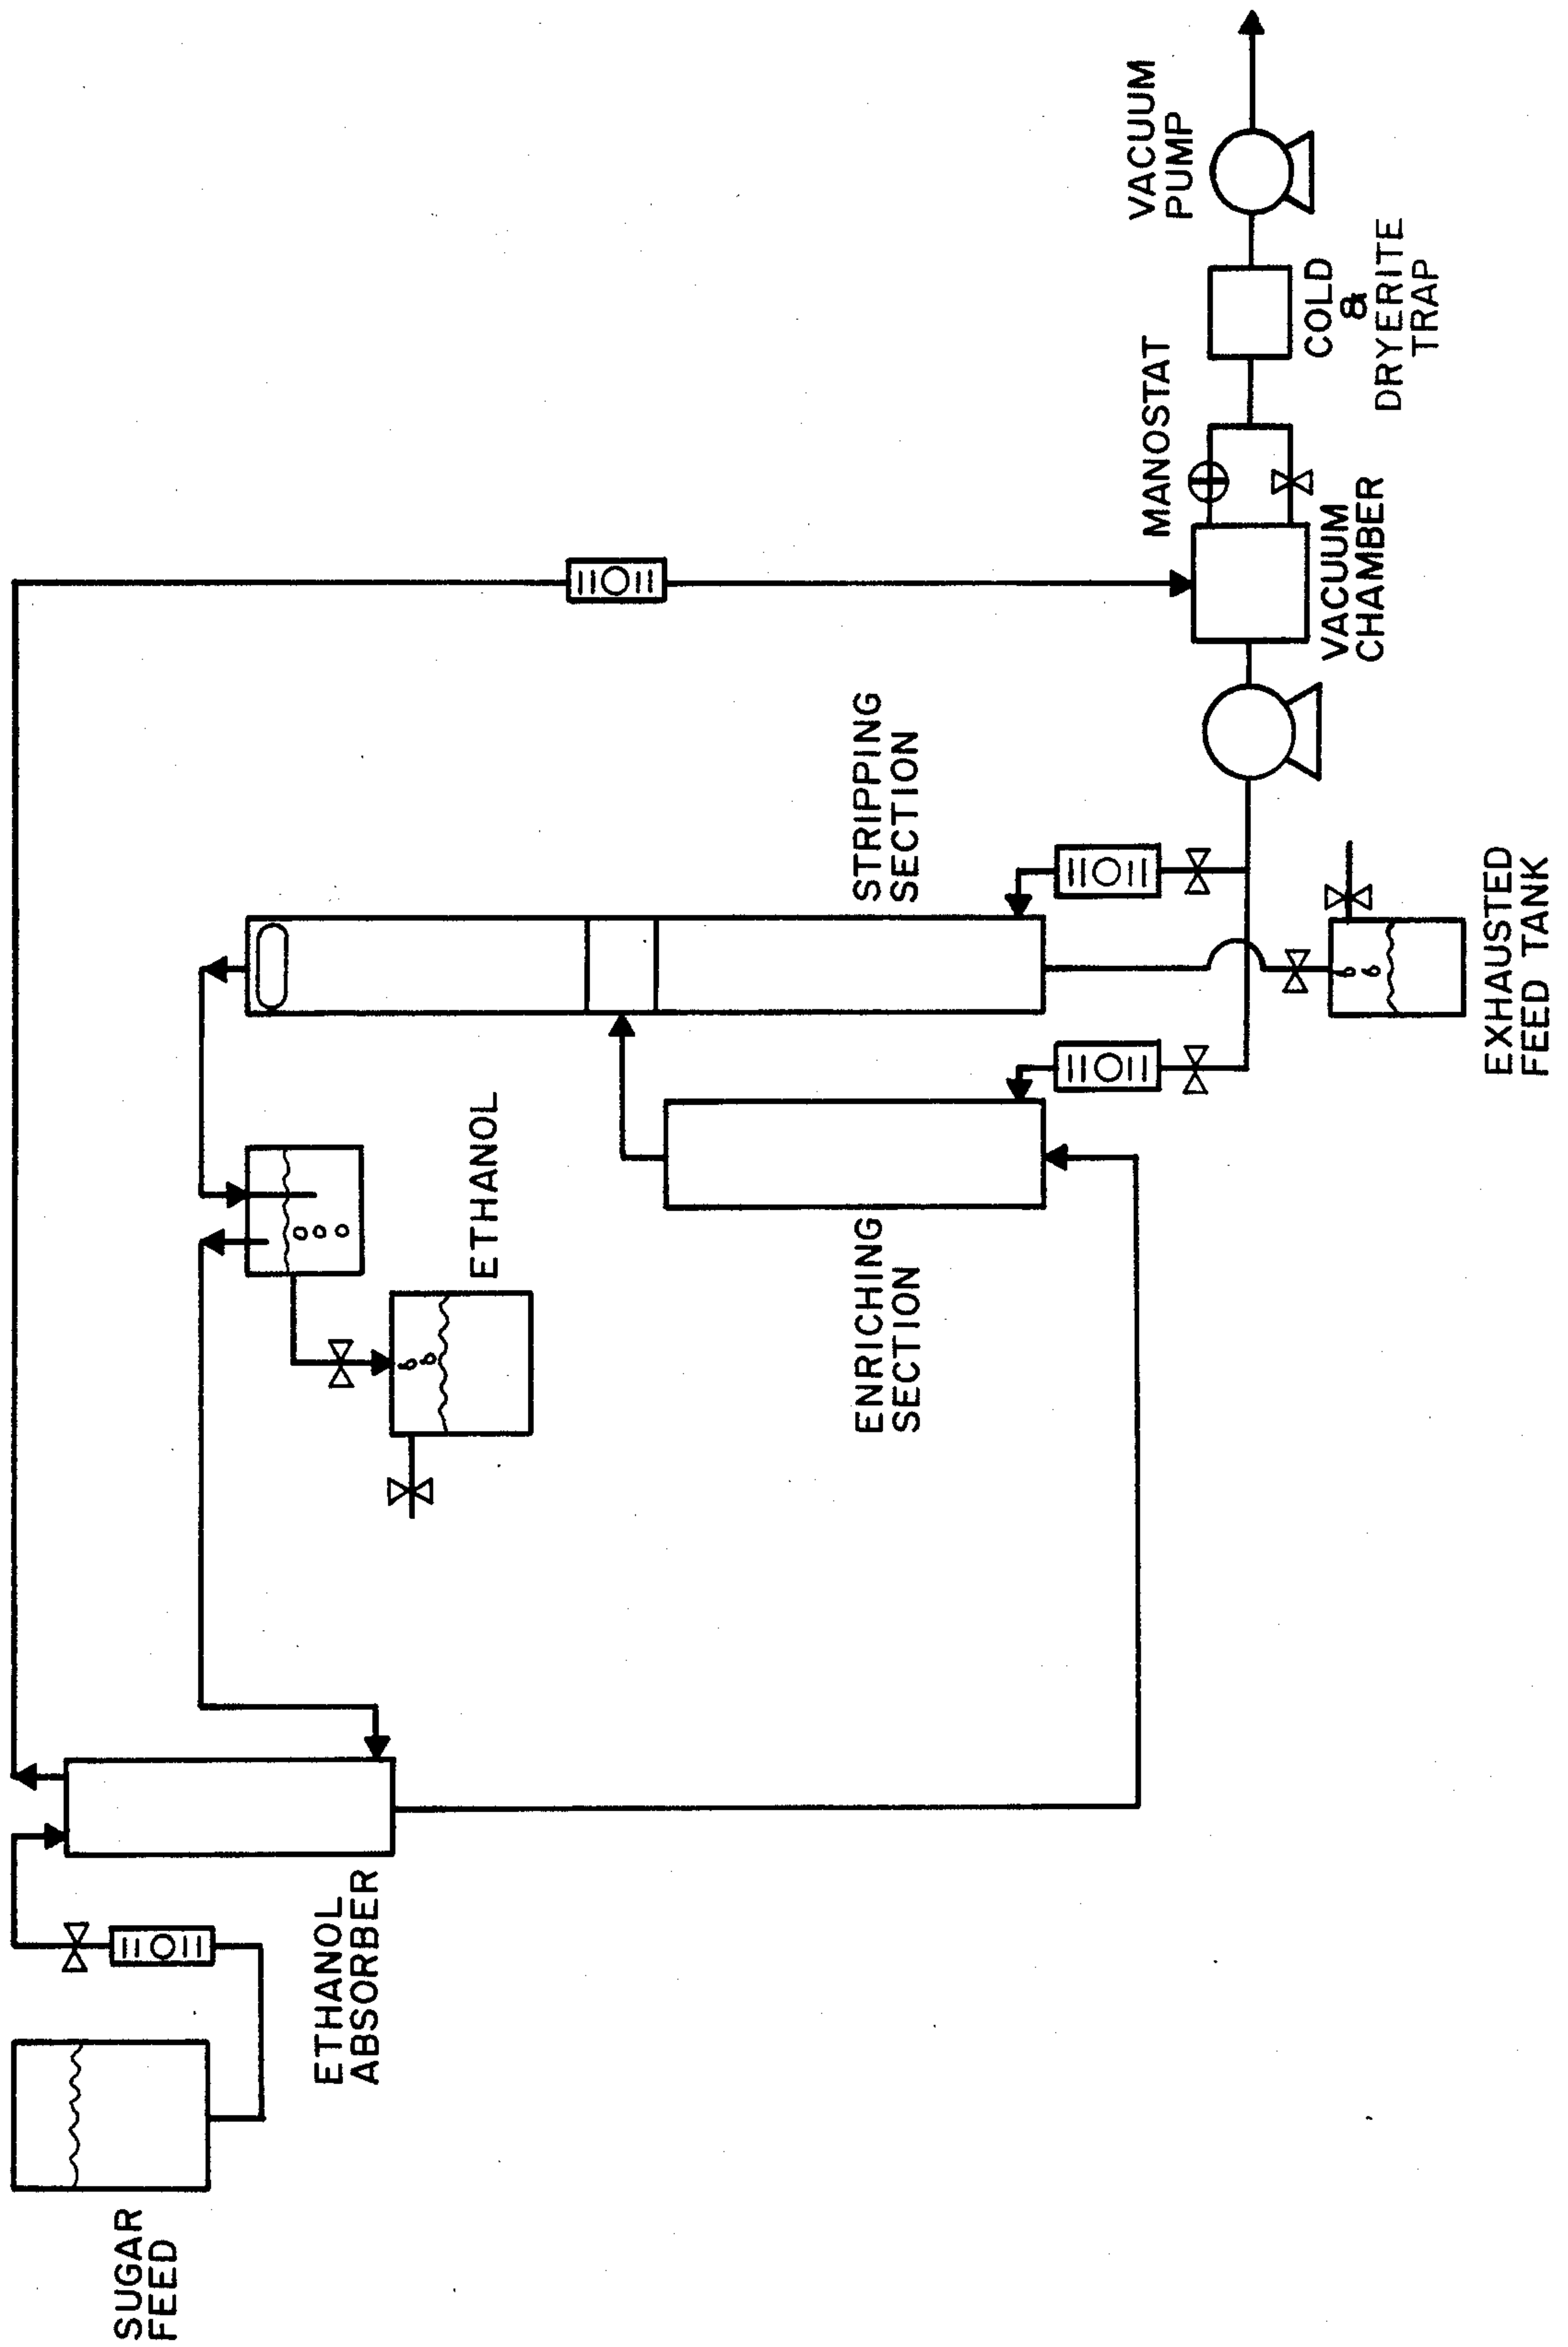 SUGAR
FEED
ETHANOL
ABSORBER
ETHANOL
ENRICHING
SECTION
STRIPPING
SECTION
EXHAUSTED
FEED TANK
VACUUM
CHAMBER
MANOSTAT
COLD
&
DRYERITE
TRAP
VACUUM
PUMP